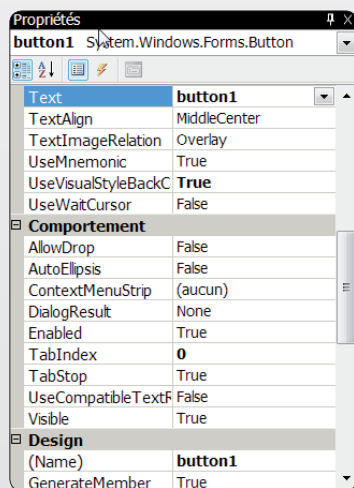 Propriétés
button1 System.Windows.Forms.Button
Text button1
TextAlign MiddleCenter
TextImageRelation Overlay
UseMnemonic True
UseVisualStyleBackC True
UseWaitCursor False
Comportement
AllowDrop False
AutoEllipsis False
ContextMenuStrip (aucun)
DialogResult None
Enabled True
TabIndex 0
TabStop True
UseCompatibleTextR False
Visible True
Design
(Name) button1
GenerateMember True